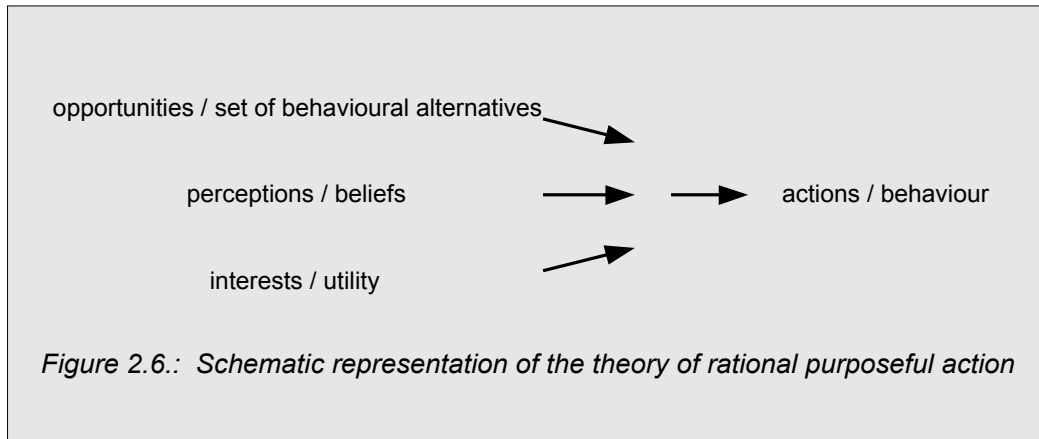 opportunities / set of behavioural alternatives
perceptions / beliefs
actions / behaviour
interests / utility
Figure 2.6.: Schematic representation of the theory of rational purposeful action